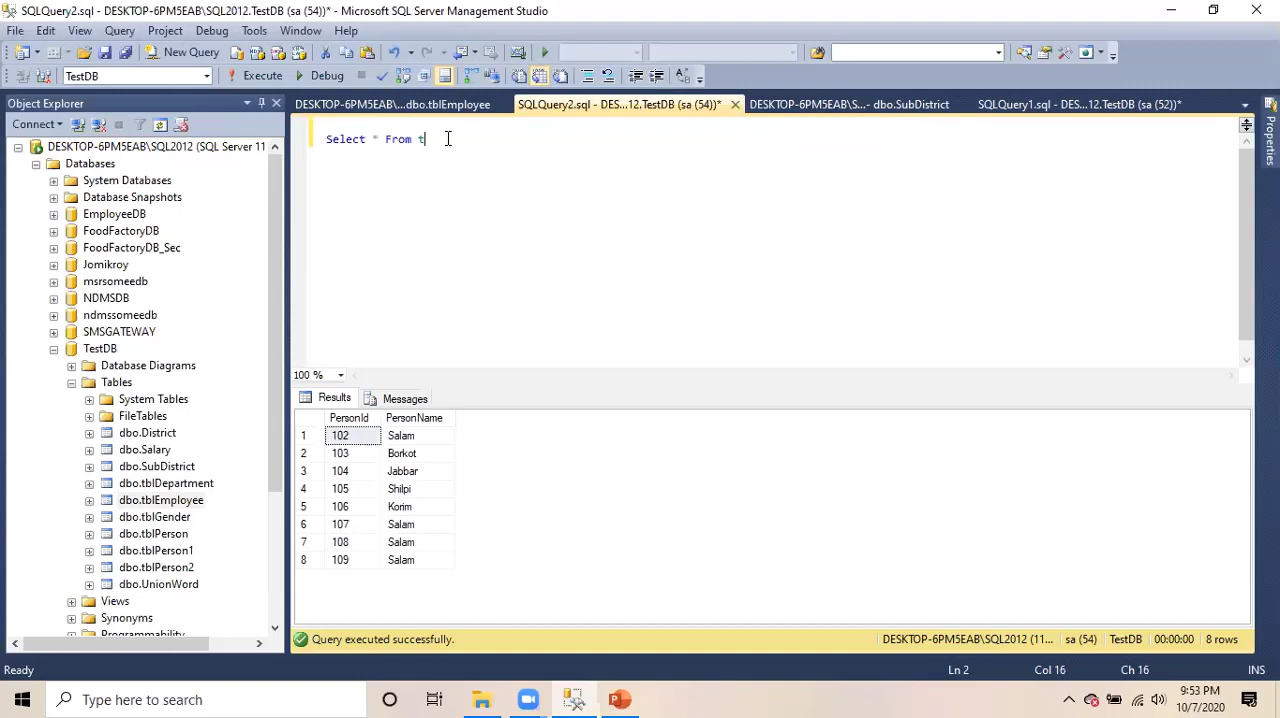 SQLQuery2.sql - DESKTOP-6PM5EAB\SQL2012.TestDB (sa (54))* - Microsoft SQL Server Management Studio
File Edit View Query Project Debug Tools Window Help
New Query
TestDB Execute Debug
Object Explorer
DESKTOP-6PM5EAB\...dbo.tblEmployee SQLQuery2.sql - DES...12.TestDB (sa (54))* DESKTOP-6PM5EAB\S...- dbo.SubDistrict SQLQuery1.sql - DES...12.TestDB (sa (52))*
Properties
Connect
DESKTOP-6PM5EAB\SQL2012 (SQL Server 11
Databases
System Databases
Database Snapshots
EmployeeDB
FoodFactoryDB
FoodFactoryDB_Sec
Jomikroy
msrsomeedb
NDMSDB
ndmssomeedb
SMSGATEWAY
TestDB
Database Diagrams
Tables
System Tables
FileTables
dbo.District
dbo.Salary
dbo.SubDistrict
dbo.tblDepartment
dbo.tblEmployee
dbo.tblGender
dbo.tblPerson
dbo.tblPerson1
dbo.tblPerson2
dbo.UnionWord
Views
Synonyms
Programmability
Select * From t
100 %
Results Messages
PersonId PersonName
1 102 Salam
2 103 Borkot
3 104 Jabbar
4 105 Shilpi
5 106 Korim
6 107 Salam
7 108 Salam
8 109 Salam
Query executed successfully. DESKTOP-6PM5EAB\SQL2012 (11... sa (54) TestDB 00:00:00 8 rows
Ready Ln 2 Col 16 Ch 16 INS
Type here to search
9:53 PM
10/7/2020